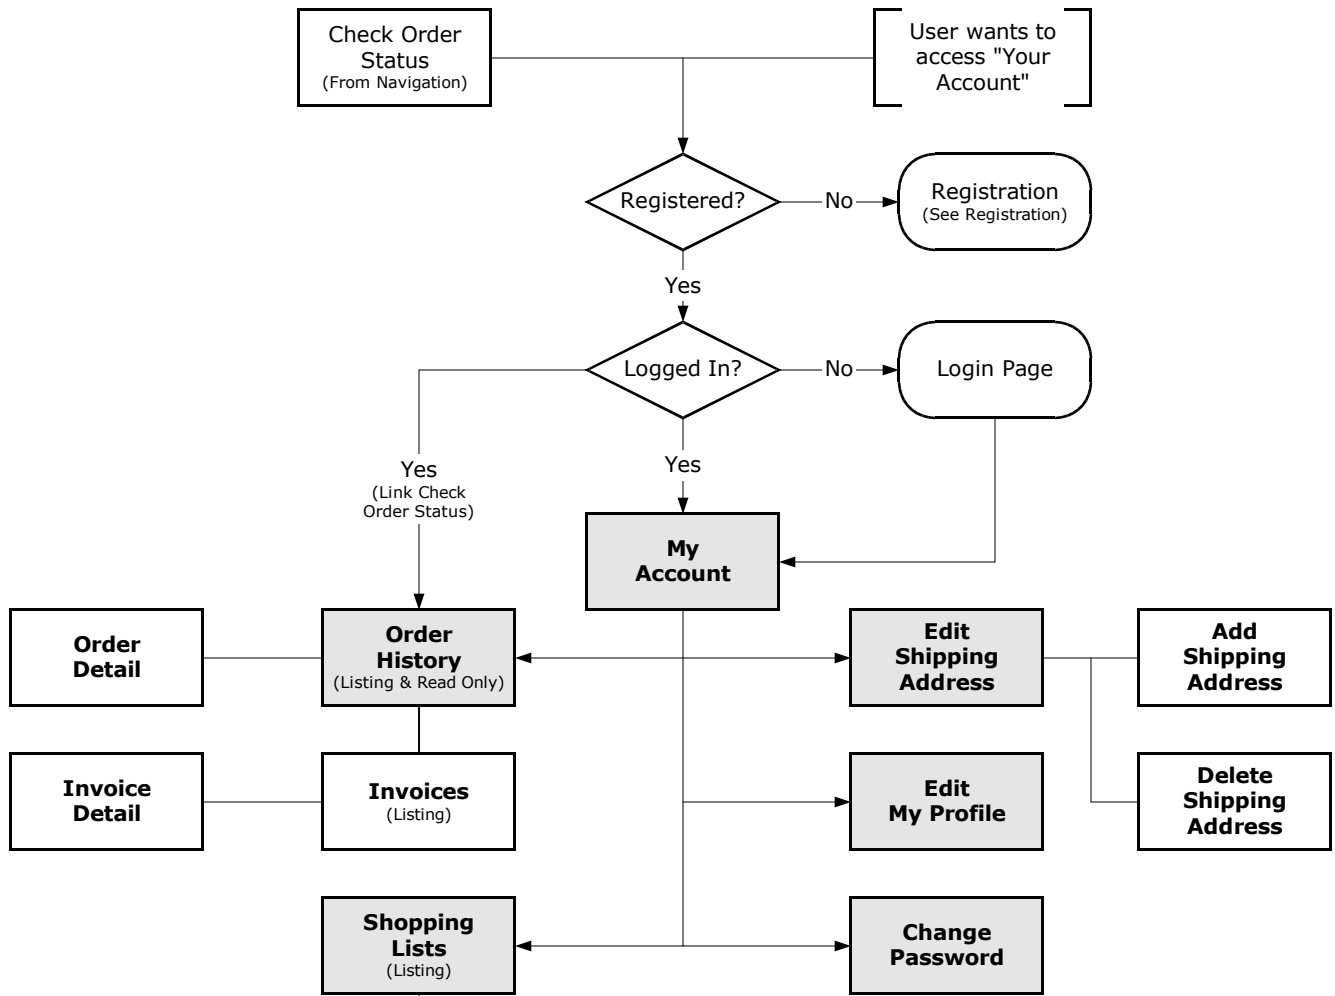 Check Order
Status
(From Navigation)
User wants to
access "Your
Account"
Registered?
No
Registration
(See Registration)
Yes
Logged In?
No
Login Page
Yes
(Link Check
Order Status)
Yes
My
Account
Order
Detail
Order
History
(Listing & Read Only)
Edit
Shipping
Address
Add
Shipping
Address
Invoice
Detail
Invoices
(Listing)
Edit
My Profile
Delete
Shipping
Address
Shopping
Lists
(Listing)
Change
Password